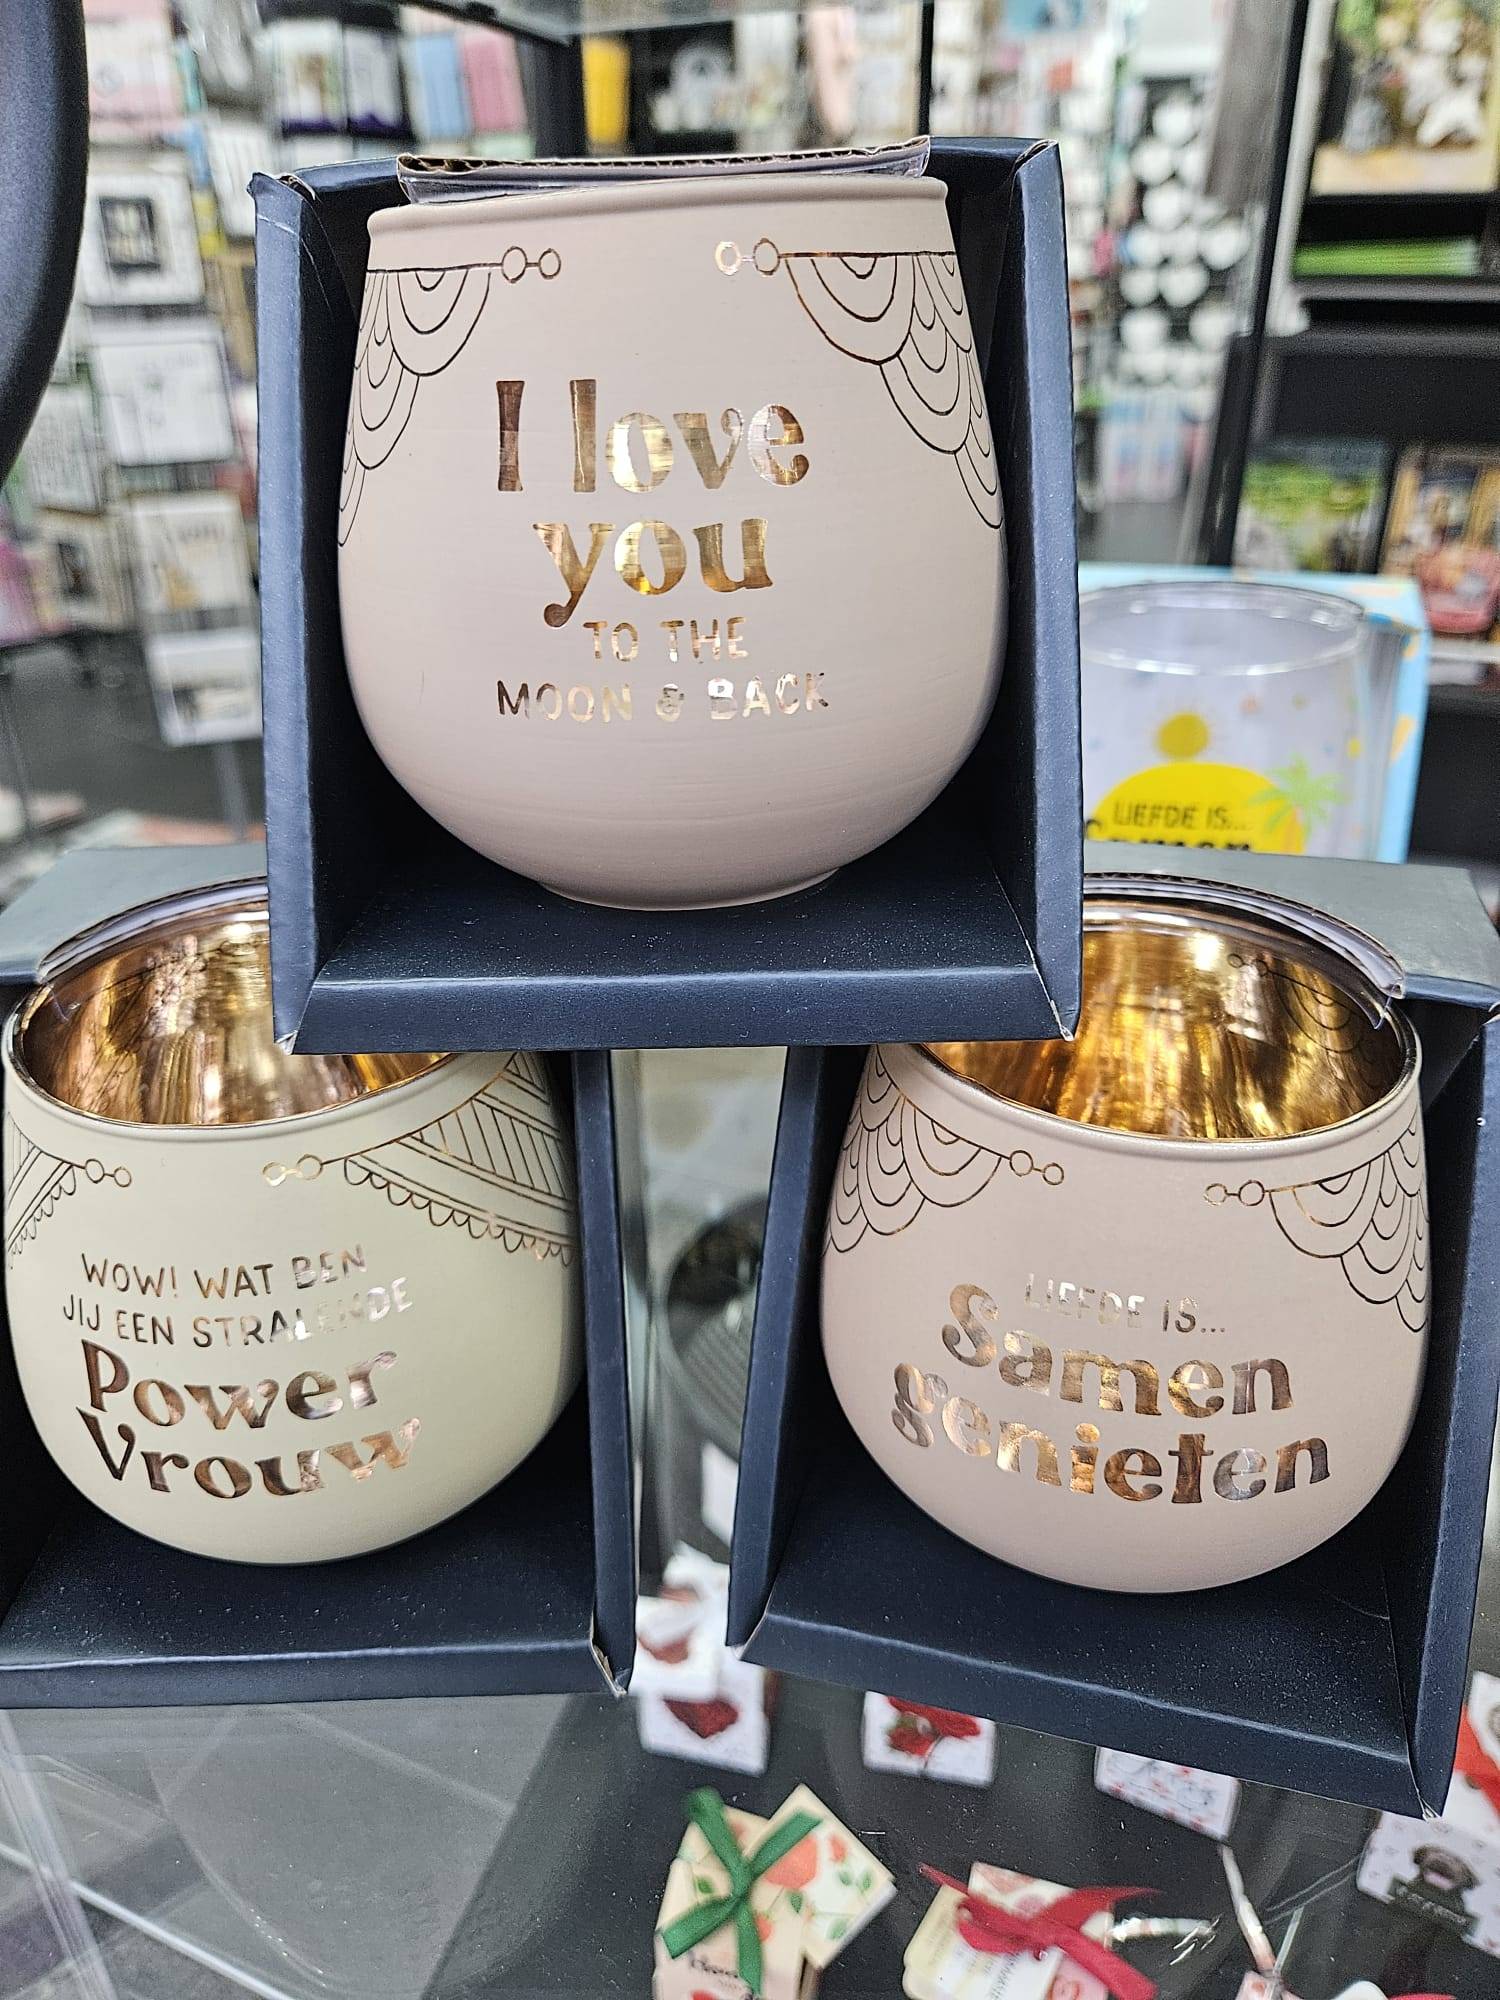 I love
you
TO THE
MOON & BACK
LIEFDE IS...
WOW! WAT BEN
JIJ EEN STRALENDE
Power
Vrouw
LIEFDE IS...
Samen
genieten